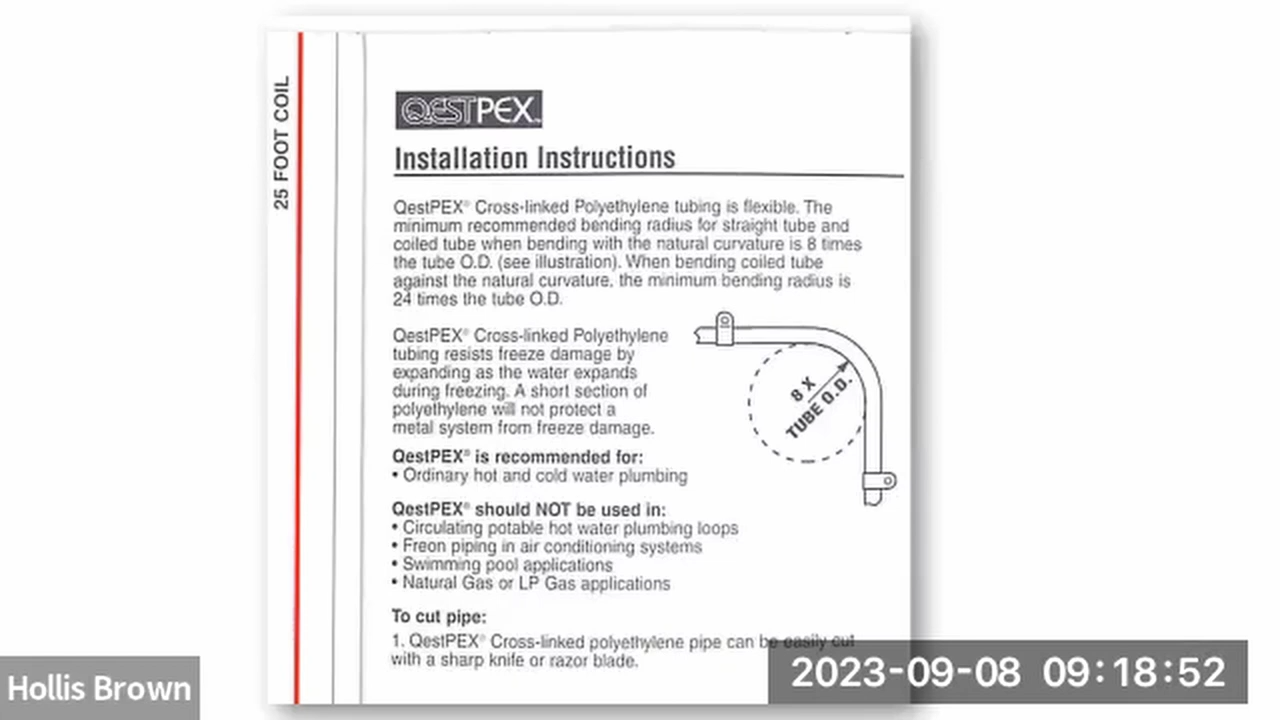 25 FOOT COIL
QESTPEX™
Installation Instructions
QestPEX® Cross-linked Polyethylene tubing is flexible. The
minimum recommended bending radius for straight tube and
coiled tube when bending with the natural curvature is 8 times
the tube O.D. (see illustration). When bending coiled tube
against the natural curvature, the minimum bending radius is
24 times the tube O.D.
QestPEX® Cross-linked Polyethylene
tubing resists freeze damage by
expanding as the water expands
during freezing. A short section of
polyethylene will not protect a
metal system from freeze damage.
8 X
TUBE O.D.
QestPEX® is recommended for:
• Ordinary hot and cold water plumbing
QestPEX® should NOT be used in:
• Circulating potable hot water plumbing loops
• Freon piping in air conditioning systems
• Swimming pool applications
• Natural Gas or LP Gas applications
To cut pipe:
1. QestPEX® Cross-linked polyethylene pipe can be easily cut
with a sharp knife or razor blade.
Hollis Brown
2023-09-08 09:18:52